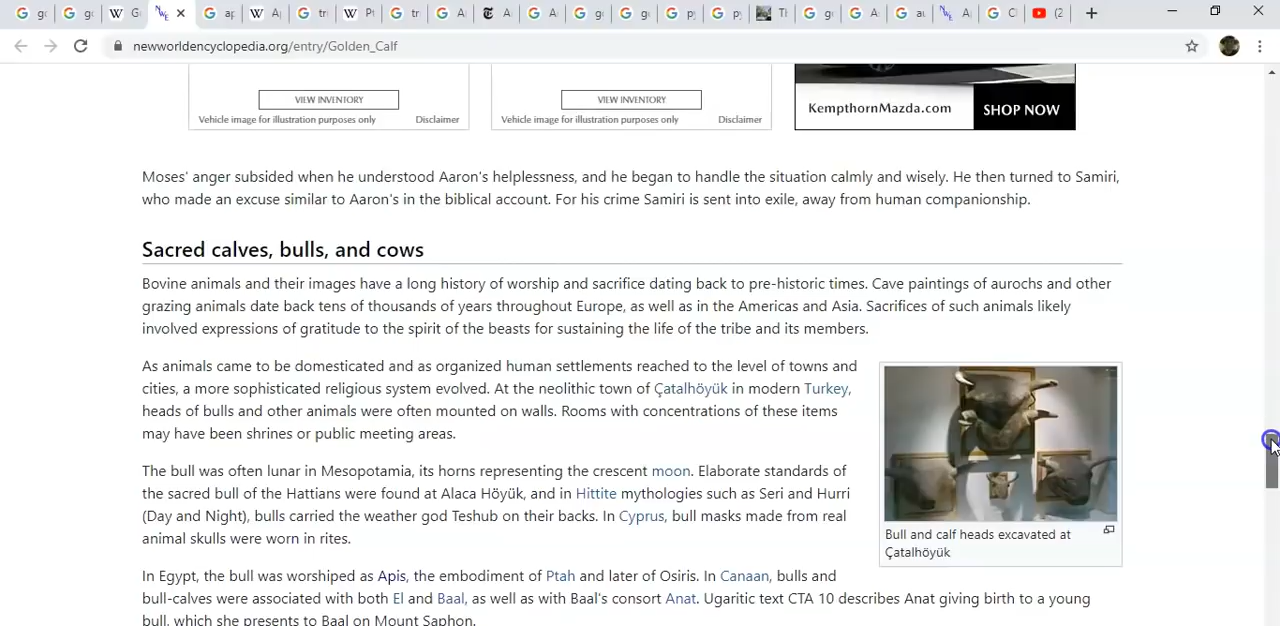 g
g
W G
N
a
W A
tr
W P
tr
A
A
A
g
g
p
p
Tl
g
A
a
A
C
(2
newworldencyclopedia.org/entry/Golden_Calf
VIEW INVENTORY VIEW INVENTORY KempthornMazda.com SHOP NOW
Vehicle image for illustration purposes only Disclaimer Vehicle image for illustration purposes only Disclaimer
Moses' anger subsided when he understood Aaron's helplessness, and he began to handle the situation calmly and wisely. He then turned to Samiri,
who made an excuse similar to Aaron's in the biblical account. For his crime Samiri is sent into exile, away from human companionship.
Sacred calves, bulls, and cows
Bovine animals and their images have a long history of worship and sacrifice dating back to pre-historic times. Cave paintings of aurochs and other
grazing animals date back tens of thousands of years throughout Europe, as well as in the Americas and Asia. Sacrifices of such animals likely
involved expressions of gratitude to the spirit of the beasts for sustaining the life of the tribe and its members.
As animals came to be domesticated and as organized human settlements reached to the level of towns and
cities, a more sophisticated religious system evolved. At the neolithic town of Çatalhöyük in modern Turkey,
heads of bulls and other animals were often mounted on walls. Rooms with concentrations of these items
may have been shrines or public meeting areas.
The bull was often lunar in Mesopotamia, its horns representing the crescent moon. Elaborate standards of
the sacred bull of the Hattians were found at Alaca Höyük, and in Hittite mythologies such as Seri and Hurri
(Day and Night), bulls carried the weather god Teshub on their backs. In Cyprus, bull masks made from real
animal skulls were worn in rites.
Bull and calf heads excavated at
Çatalhöyük
In Egypt, the bull was worshiped as Apis, the embodiment of Ptah and later of Osiris. In Canaan, bulls and
bull-calves were associated with both El and Baal, as well as with Baal's consort Anat. Ugaritic text CTA 10 describes Anat giving birth to a young
bull, which she presents to Baal on Mount Saphon.